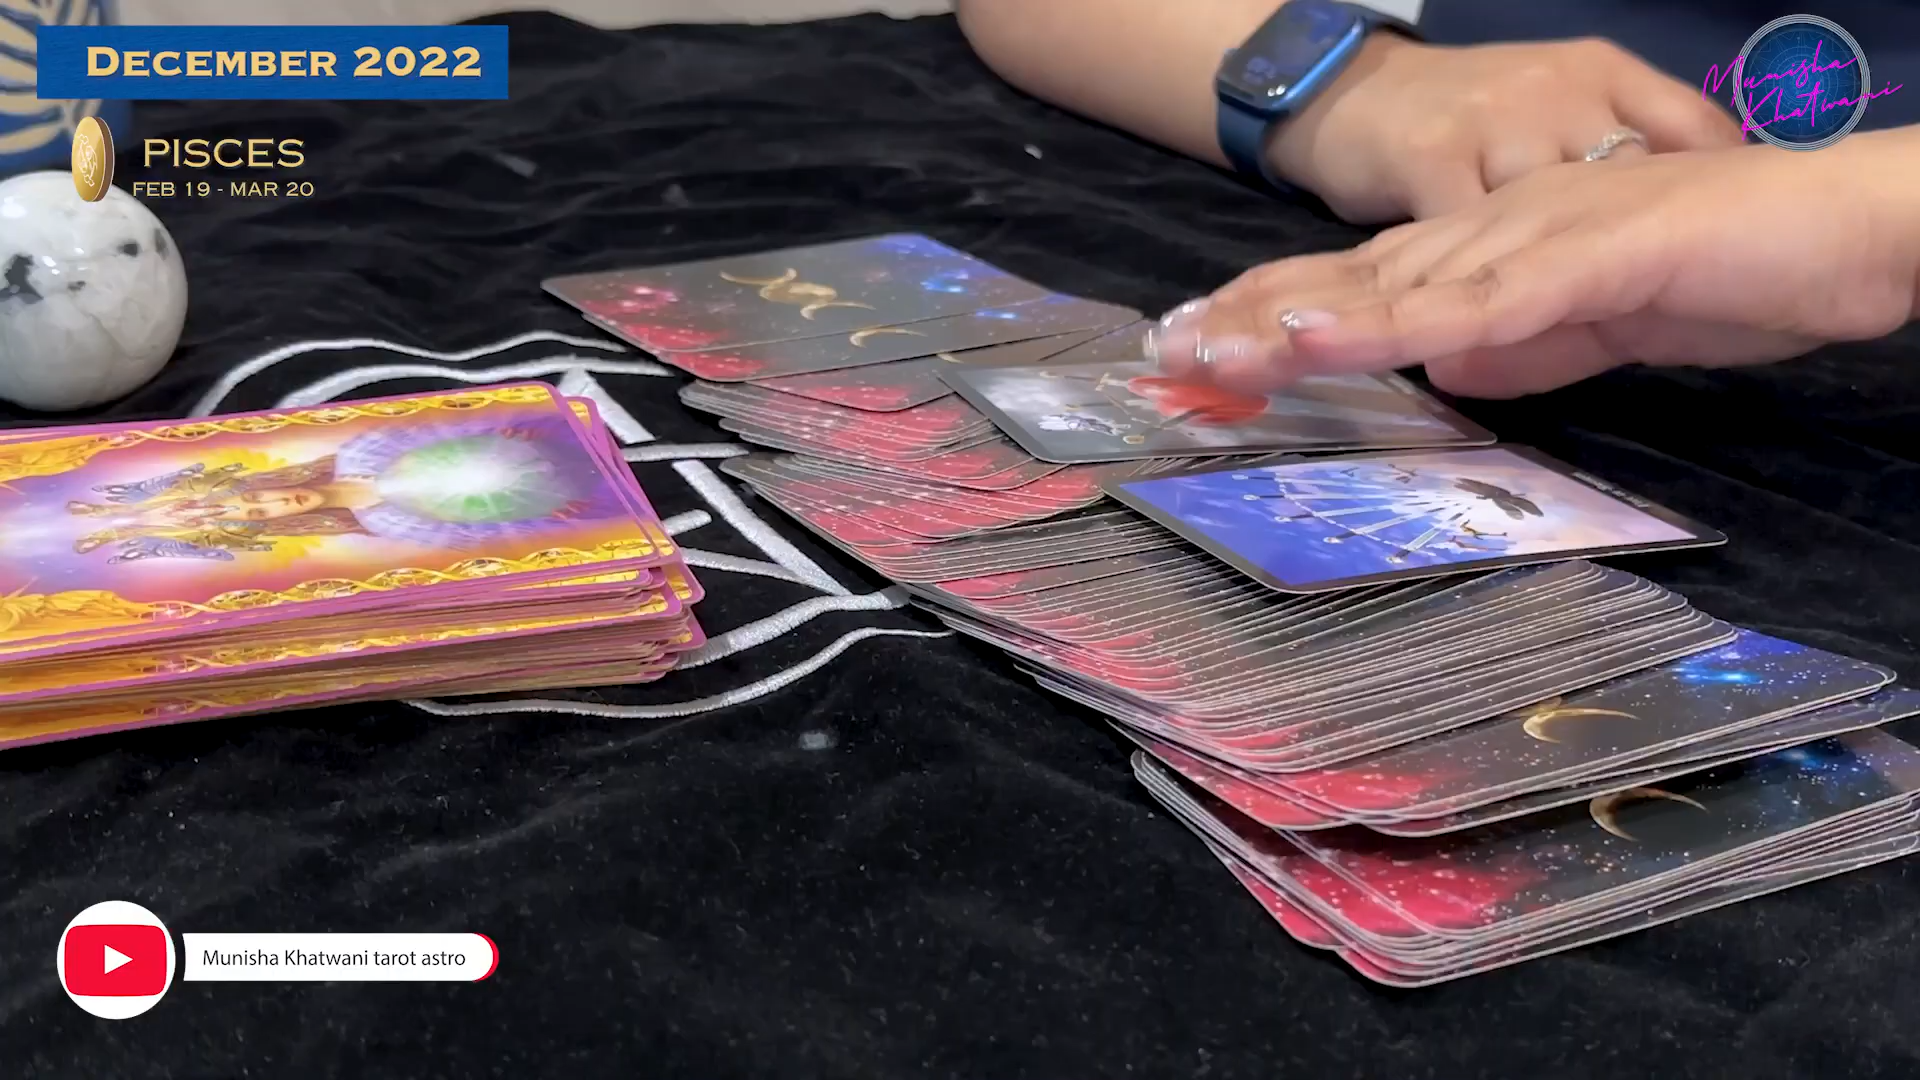 DECEMBER 2022
PISCES
FEB 19 - MAR 20
Munisha
Khatwani
Munisha Khatwani tarot astro